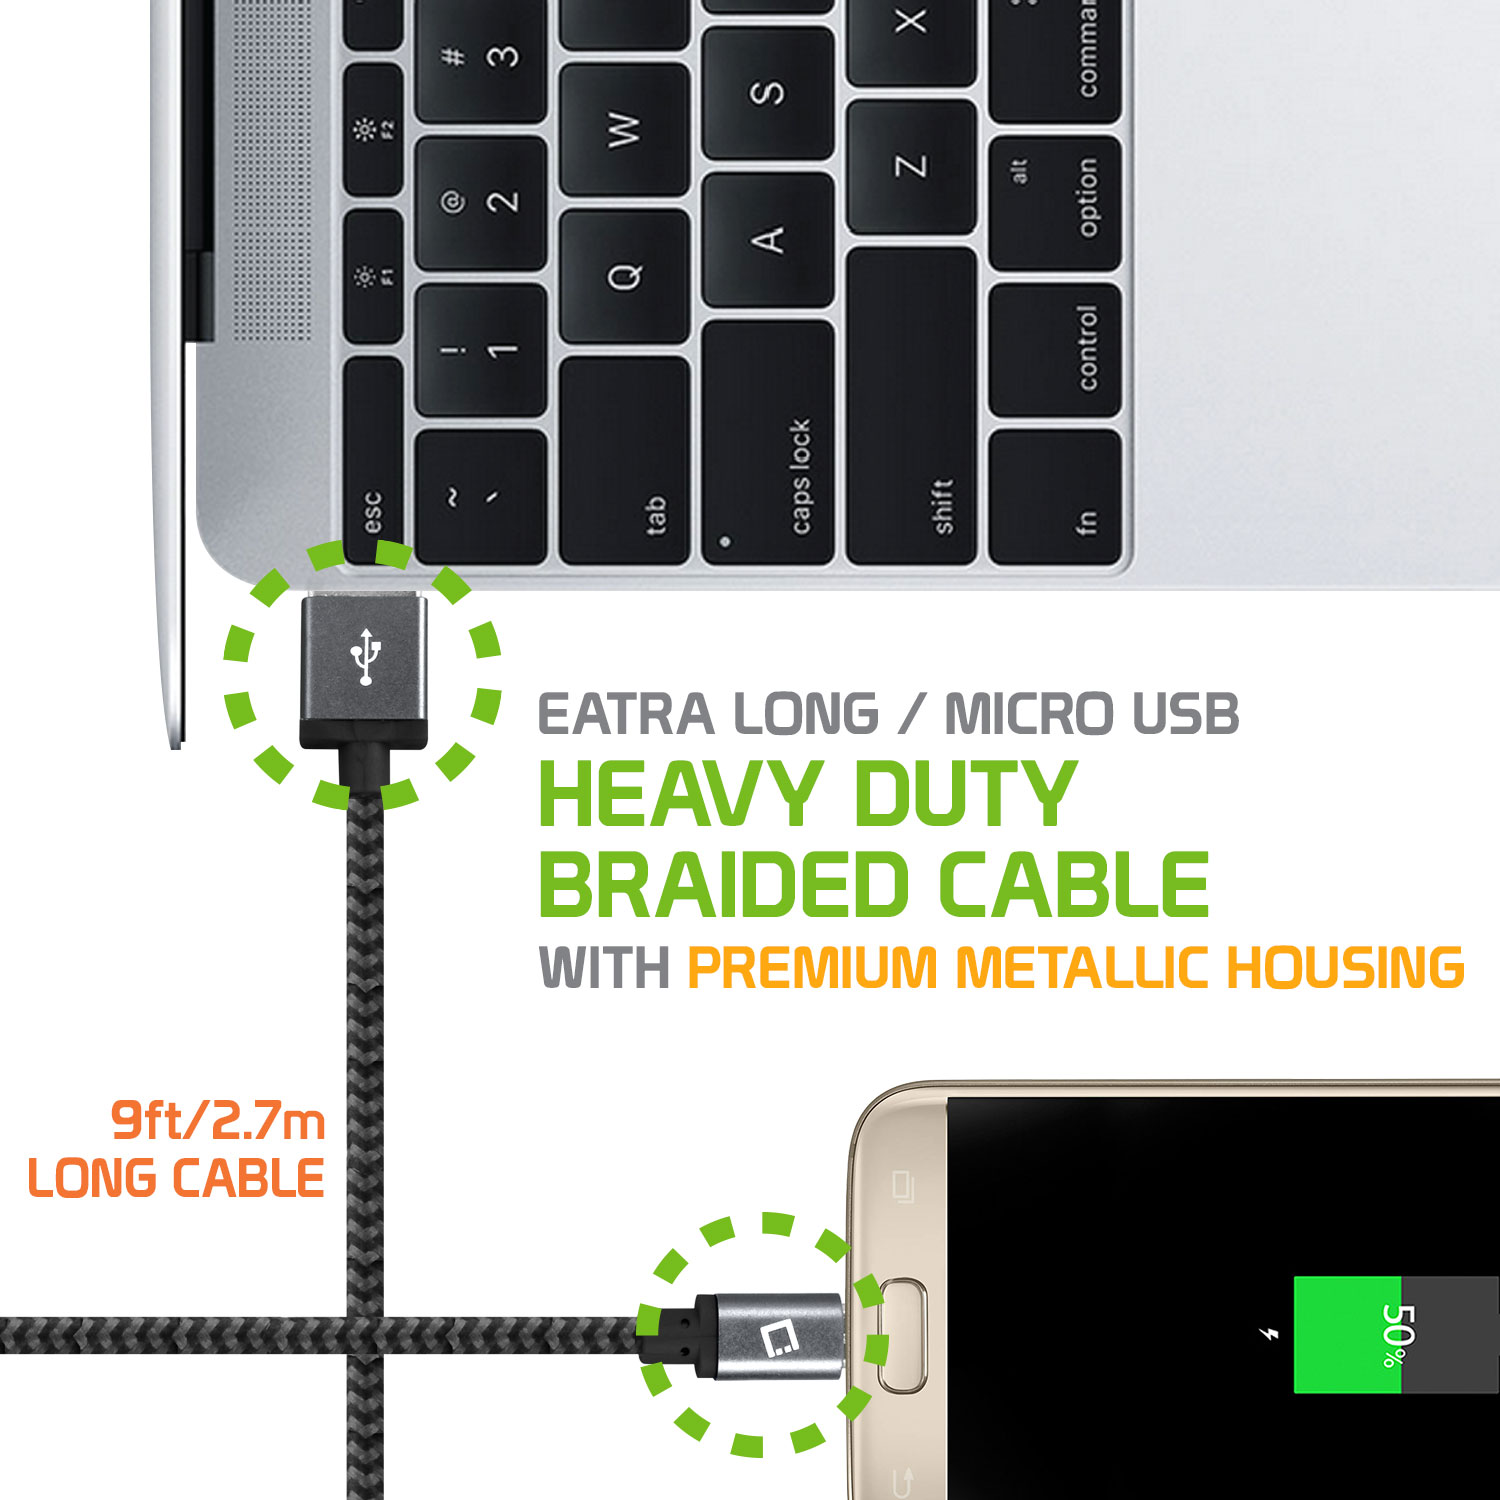 # 3
X
command
F2
W
S
@ 2
Z
alt
option
F1
Q
A
! 1
control
~ `
esc
tab
caps lock
shift
fn
EATRA LONG / MICRO USB
HEAVY DUTY
BRAIDED CABLE
WITH PREMIUM METALLIC HOUSING
9ft/2.7m
LONG CABLE
50%